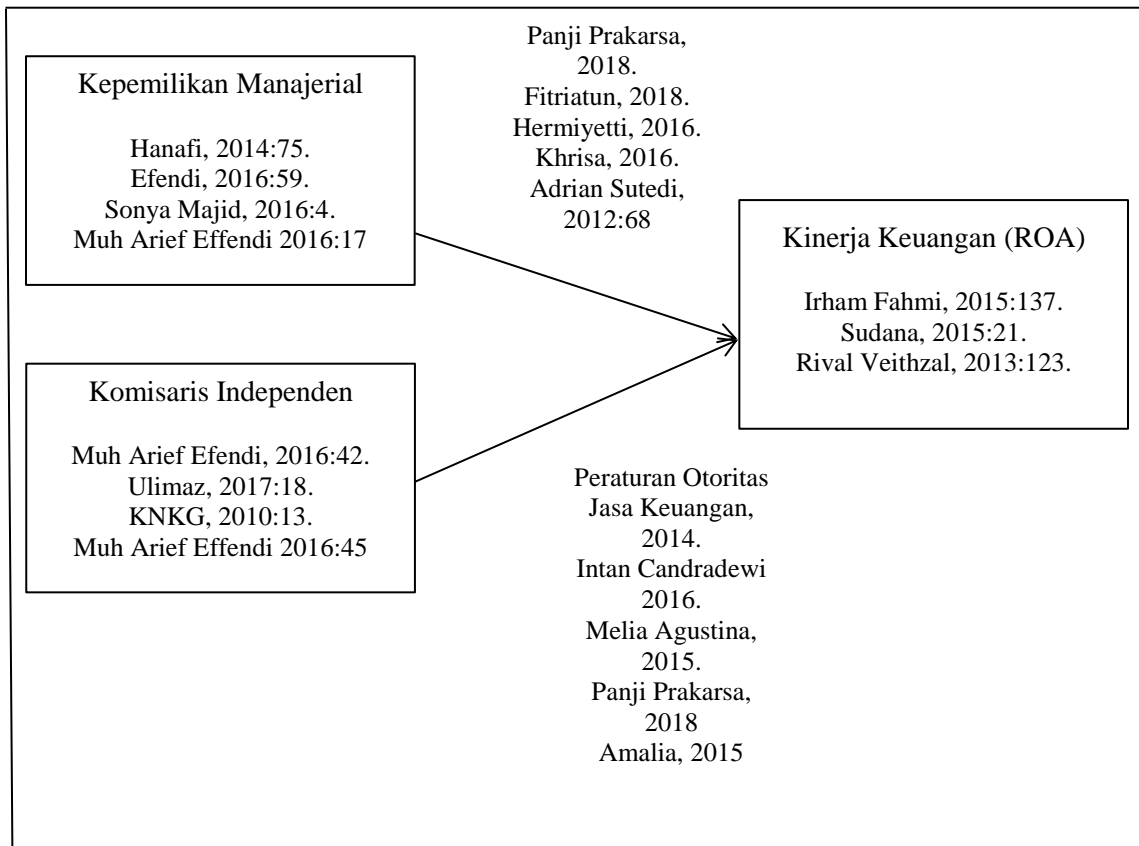 Kepemilikan Manajerial
Hanafi, 2014:75.
Efendi, 2016:59.
Sonya Majid, 2016:4.
Muh Arief Effendi 2016:17
Panji Prakarsa,
2018.
Fitriatun, 2018.
Hermiyetti, 2016.
Khrisa, 2016.
Adrian Sutedi,
2012:68
Kinerja Keuangan (ROA)
Irham Fahmi, 2015:137.
Sudana, 2015:21.
Rival Veithzal, 2013:123.
Komisaris Independen
Muh Arief Efendi, 2016:42.
Ulimaz, 2017:18.
KNKG, 2010:13.
Muh Arief Effendi 2016:45
Peraturan Otoritas
Jasa Keuangan,
2014.
Intan Candradewi
2016.
Melia Agustina,
2015.
Panji Prakarsa,
2018
Amalia, 2015